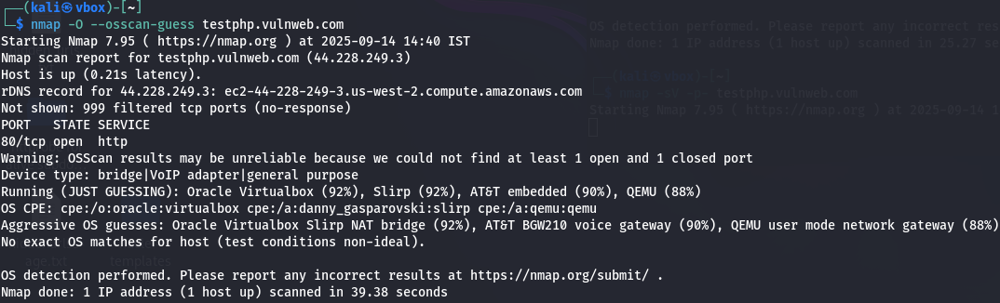 ┌──(kali㉿vbox)-[~]
└─$ nmap -O --osscan-guess testphp.vulnweb.com
Starting Nmap 7.95 ( https://nmap.org ) at 2025-09-14 14:40 IST
Nmap scan report for testphp.vulnweb.com (44.228.249.3)
Host is up (0.21s latency).
rDNS record for 44.228.249.3: ec2-44-228-249-3.us-west-2.compute.amazonaws.com
Not shown: 999 filtered tcp ports (no-response)
PORT   STATE SERVICE
80/tcp open  http
Warning: OSScan results may be unreliable because we could not find at least 1 open and 1 closed port
Device type: bridge|VoIP adapter|general purpose
Running (JUST GUESSING): Oracle Virtualbox (92%), Slirp (92%), AT&T embedded (90%), QEMU (88%)
OS CPE: cpe:/o:oracle:virtualbox cpe:/a:danny_gasparovski:slirp cpe:/a:qemu:qemu
Aggressive OS guesses: Oracle Virtualbox Slirp NAT bridge (92%), AT&T BGW210 voice gateway (90%), QEMU user mode network gateway (88%)
No exact OS matches for host (test conditions non-ideal).
OS detection performed. Please report any incorrect results at https://nmap.org/submit/ .
Nmap done: 1 IP address (1 host up) scanned in 39.38 seconds
OS detection performed. Please report any incorrect res
Nmap done: 1 IP address (1 host up) scanned in 25.27 se
┌──(kali㉿vbox)-[~]
└─$ nmap -sV -p- testphp.vulnweb.com
Starting Nmap 7.95 ( https://nmap.org ) at 2025-09-14 1
templates